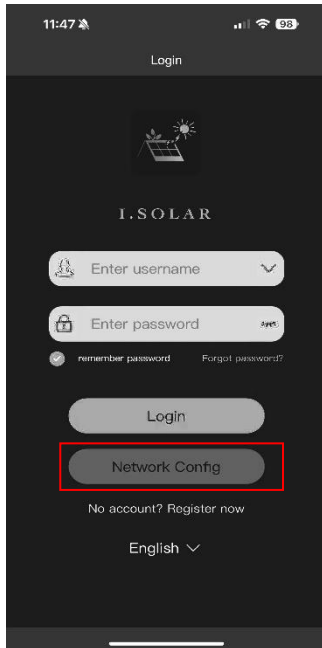 11:47
98
Login
I.SOLAR
Enter username
Enter password
remember password Forgot password?
Login
Network Config
No account? Register now
English